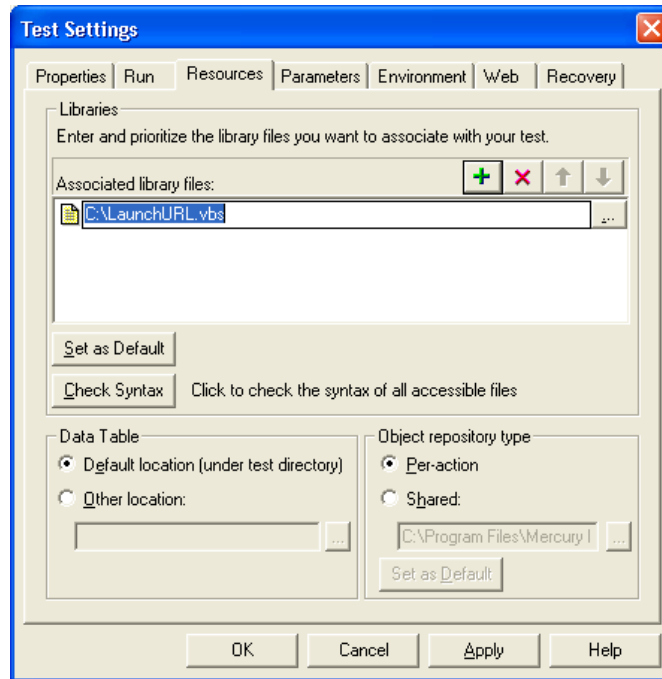 Test Settings
Properties Run Resources Parameters Environment Web Recovery
Libraries
Enter and prioritize the library files you want to associate with your test.
Associated library files:
C:\LaunchURL.vbs
...
Set as Default
Check Syntax Click to check the syntax of all accessible files
Data Table
Default location (under test directory)
Other location:
...
Object repository type
Per-action
Shared:
C:\Program Files\Mercury I
...
Set as Default
OK Cancel Apply Help